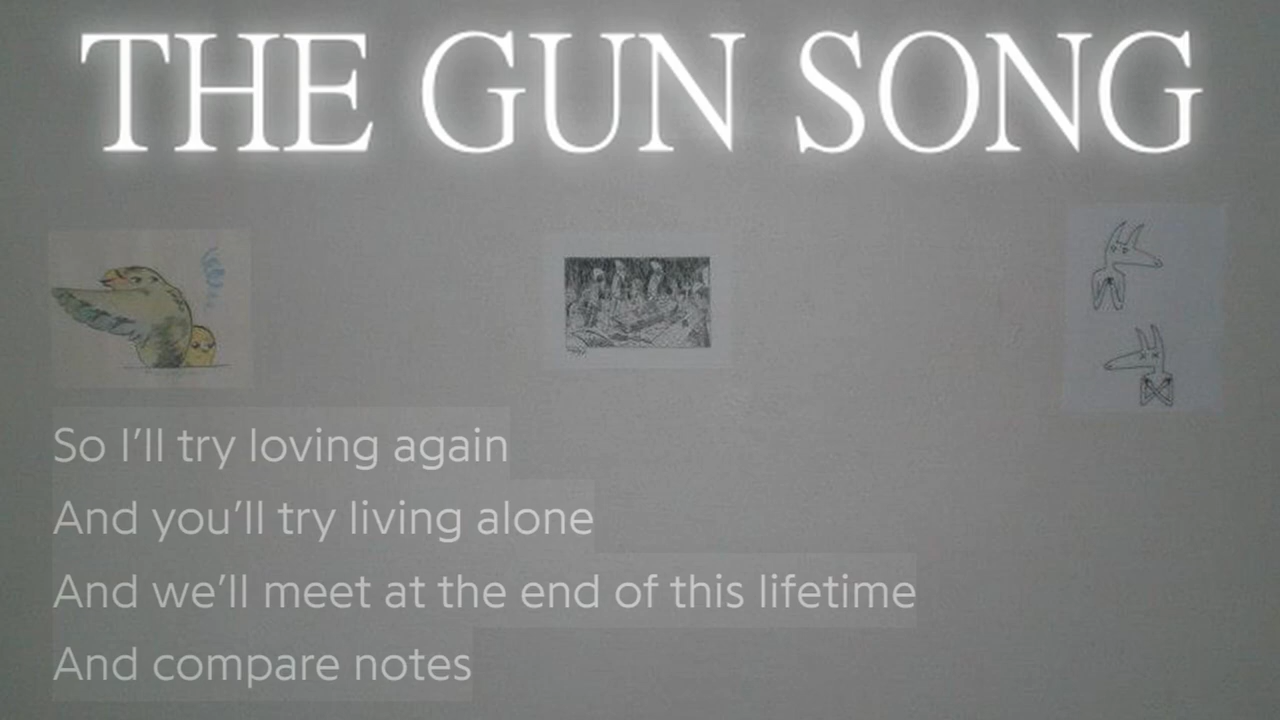 THE GUN SONG
So I’ll try loving again
And you’ll try living alone
And we’ll meet at the end of this lifetime
And compare notes